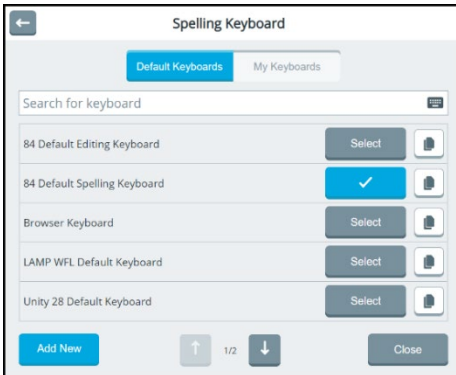 Spelling Keyboard
Default Keyboards My Keyboards
Search for keyboard
84 Default Editing Keyboard Select
84 Default Spelling Keyboard
Browser Keyboard Select
LAMP WFL Default Keyboard Select
Unity 28 Default Keyboard Select
Add New 1/2 Close